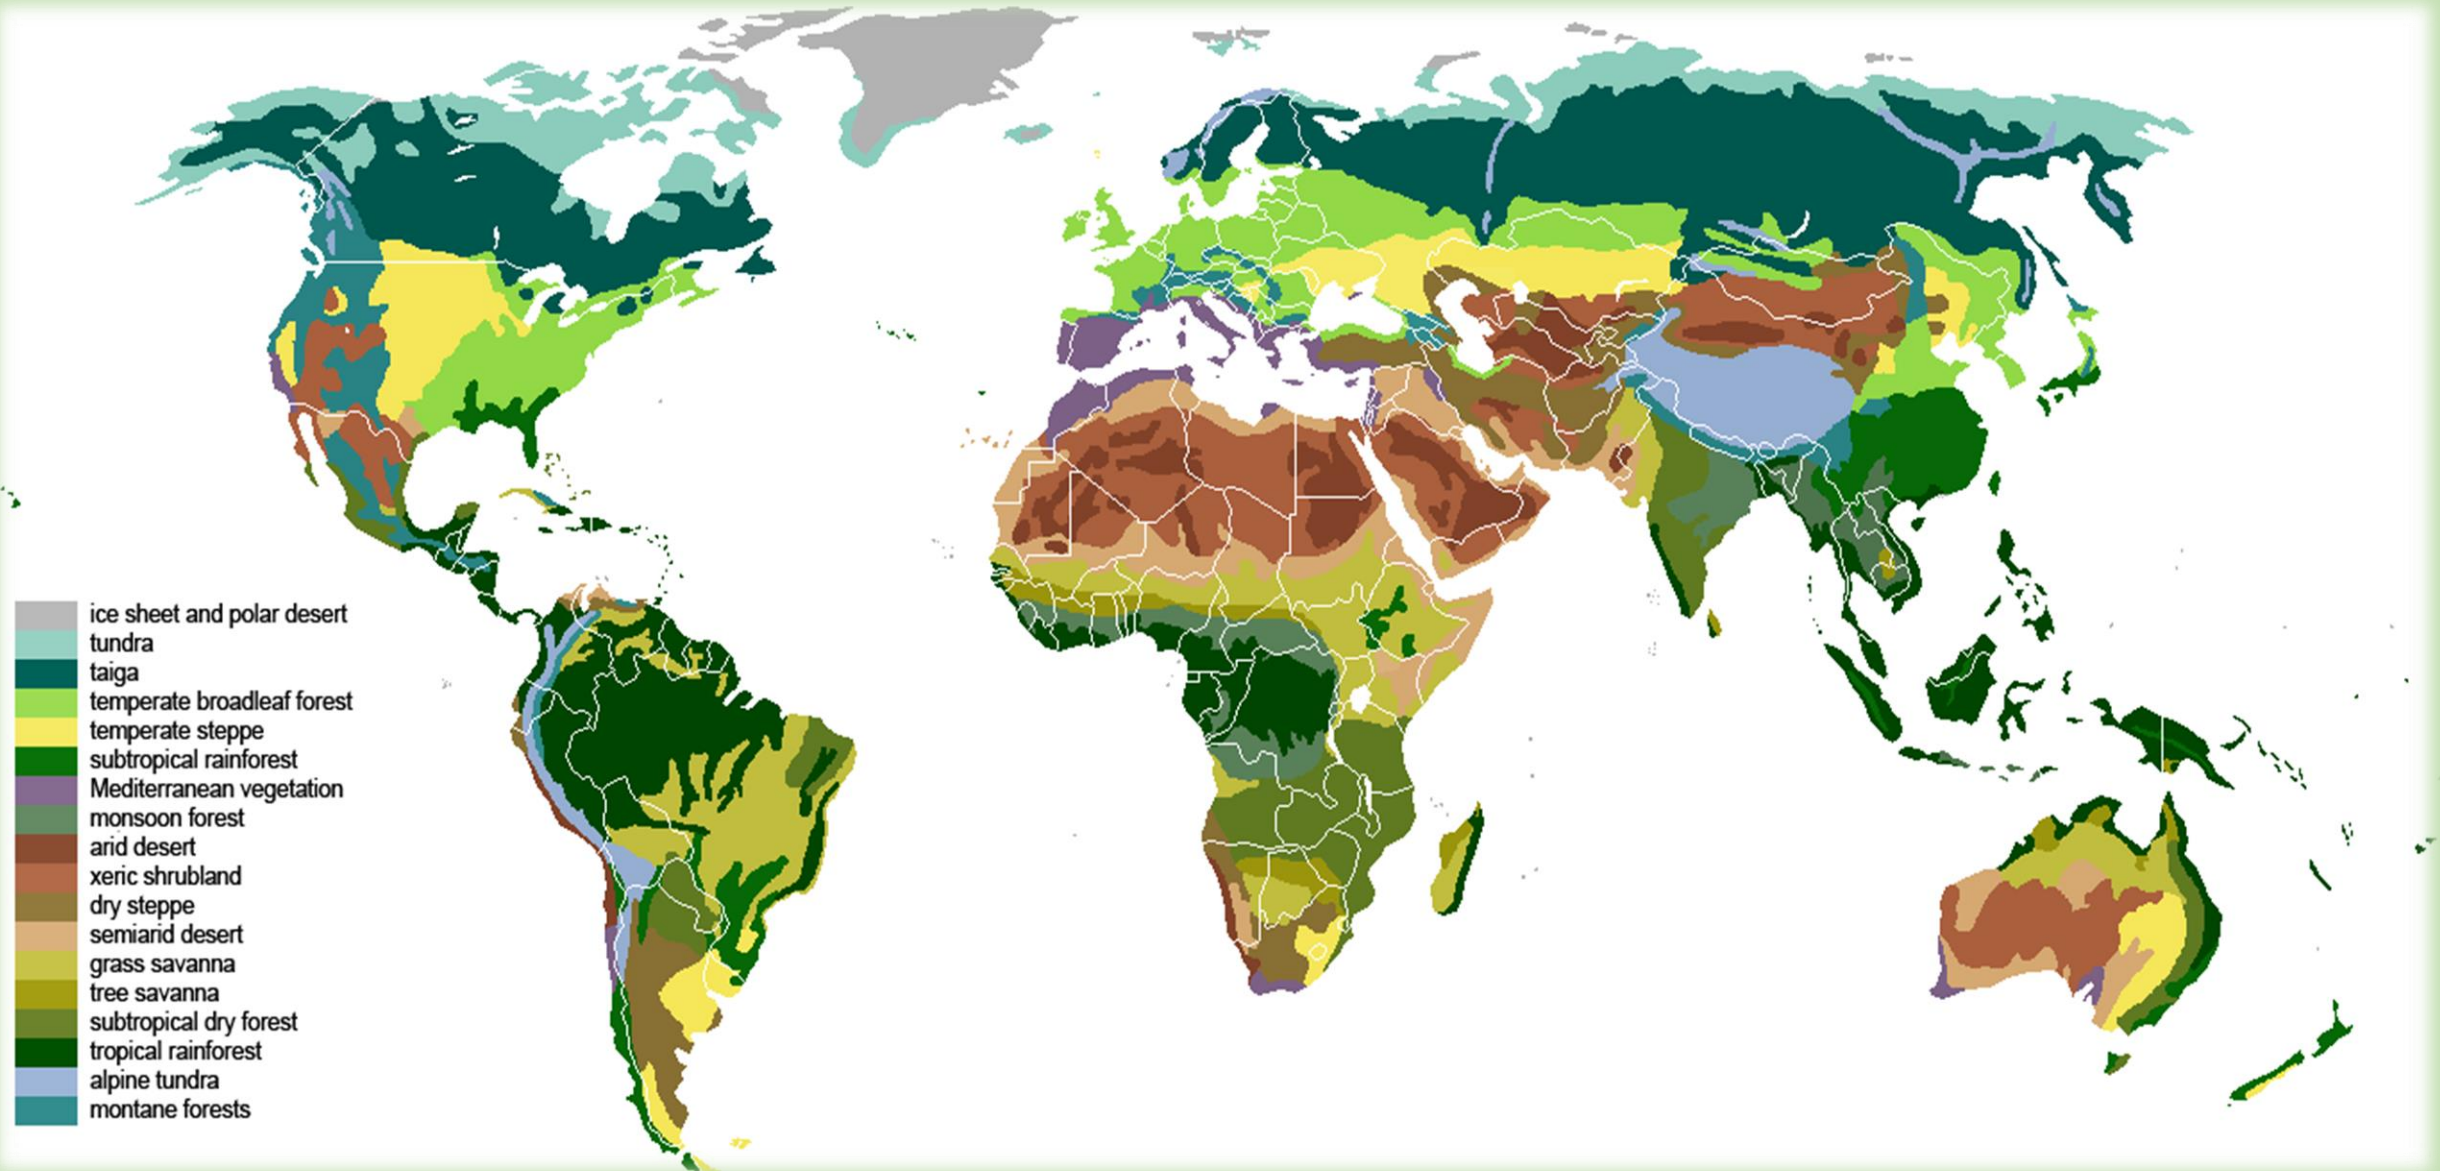 ice sheet and polar desert
tundra
taiga
temperate broadleaf forest
temperate steppe
subtropical rainforest
Mediterranean vegetation
monsoon forest
arid desert
xeric shrubland
dry steppe
semiarid desert
grass savanna
tree savanna
subtropical dry forest
tropical rainforest
alpine tundra
montane forests